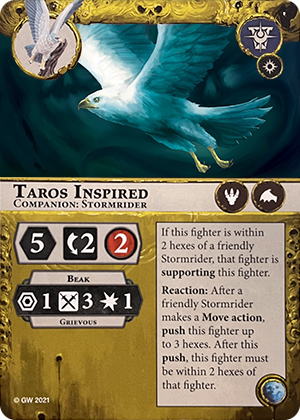 Taros Inspired
Companion: Stormrider
5
2
2
Beak
1
3
1
Grievous
If this fighter is within
2 hexes of a friendly
Stormrider, that fighter is
supporting this fighter.
Reaction: After a
friendly Stormrider
makes a Move action,
push this fighter up
to 3 hexes. After this
push, this fighter must
be within 2 hexes of
that fighter.
© GW 2021